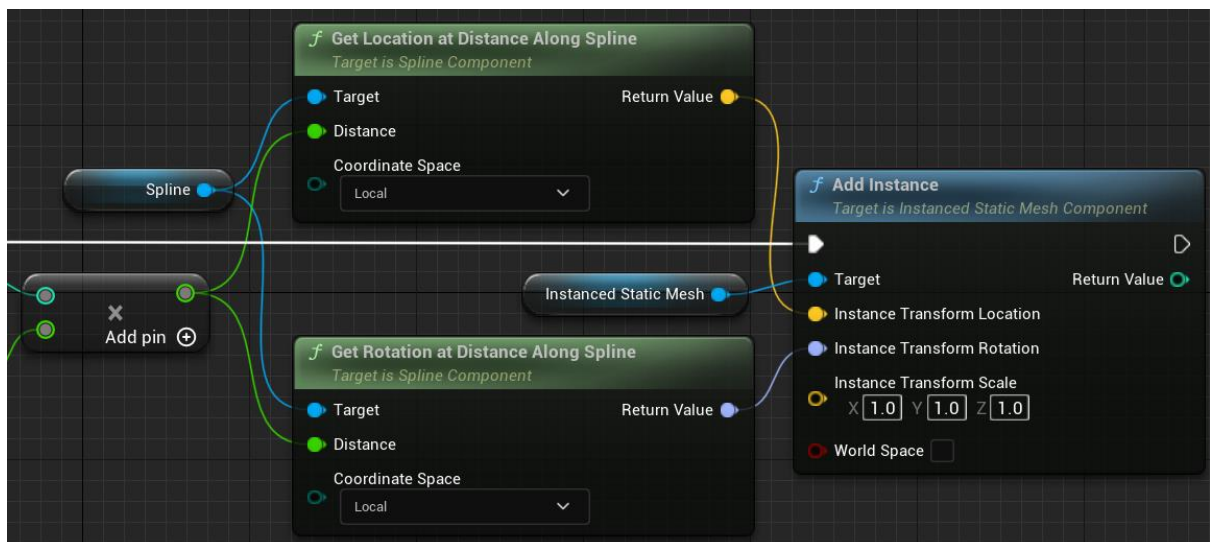 f Get Location at Distance Along Spline
Target is Spline Component
Target
Return Value
Distance
Coordinate Space
Local
Spline
f Add Instance
Target is Instanced Static Mesh Component
Instanced Static Mesh
Target
Return Value
Instance Transform Location
Instance Transform Rotation
Instance Transform Scale
X 1.0 Y 1.0 Z 1.0
World Space
×
Add pin
f Get Rotation at Distance Along Spline
Target is Spline Component
Target
Return Value
Distance
Coordinate Space
Local